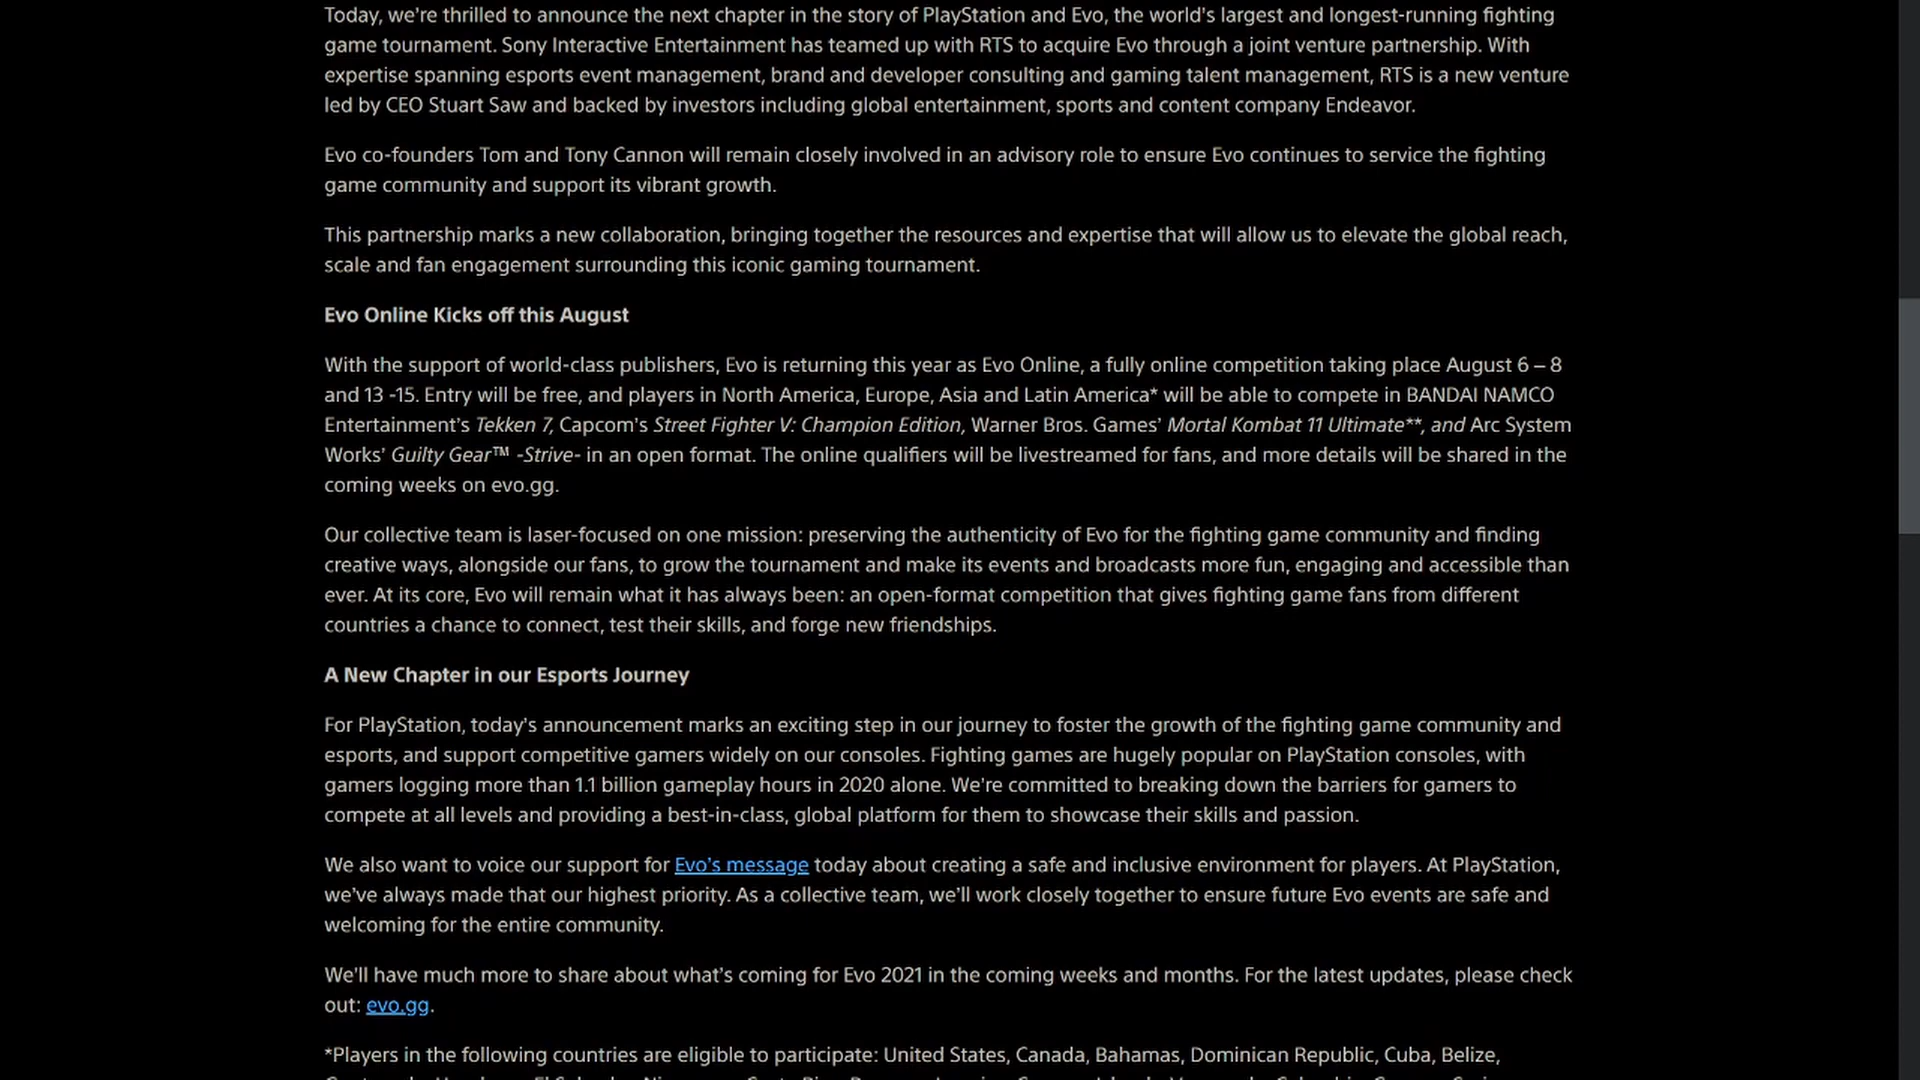 Today, we're thrilled to announce the next chapter in the story of PlayStation and Evo, the world's largest and longest-running fighting
game tournament. Sony Interactive Entertainment has teamed up with RTS to acquire Evo through a joint venture partnership. With
expertise spanning esports event management, brand and developer consulting and gaming talent management, RTS is a new venture
led by CEO Stuart Saw and backed by investors including global entertainment, sports and content company Endeavor.
Evo co-founders Tom and Tony Cannon will remain closely involved in an advisory role to ensure Evo continues to service the fighting
game community and support its vibrant growth.
This partnership marks a new collaboration, bringing together the resources and expertise that will allow us to elevate the global reach,
scale and fan engagement surrounding this iconic gaming tournament.
Evo Online Kicks off this August
With the support of world-class publishers, Evo is returning this year as Evo Online, a fully online competition taking place August 6 – 8
and 13 -15. Entry will be free, and players in North America, Europe, Asia and Latin America* will be able to compete in BANDAI NAMCO
Entertainment's Tekken 7, Capcom's Street Fighter V: Champion Edition, Warner Bros. Games' Mortal Kombat 11 Ultimate**, and Arc System
Works' Guilty Gear™ -Strive- in an open format. The online qualifiers will be livestreamed for fans, and more details will be shared in the
coming weeks on evo.gg.
Our collective team is laser-focused on one mission: preserving the authenticity of Evo for the fighting game community and finding
creative ways, alongside our fans, to grow the tournament and make its events and broadcasts more fun, engaging and accessible than
ever. At its core, Evo will remain what it has always been: an open-format competition that gives fighting game fans from different
countries a chance to connect, test their skills, and forge new friendships.
A New Chapter in our Esports Journey
For PlayStation, today's announcement marks an exciting step in our journey to foster the growth of the fighting game community and
esports, and support competitive gamers widely on our consoles. Fighting games are hugely popular on PlayStation consoles, with
gamers logging more than 1.1 billion gameplay hours in 2020 alone. We're committed to breaking down the barriers for gamers to
compete at all levels and providing a best-in-class, global platform for them to showcase their skills and passion.
We also want to voice our support for Evo's message today about creating a safe and inclusive environment for players. At PlayStation,
we've always made that our highest priority. As a collective team, we'll work closely together to ensure future Evo events are safe and
welcoming for the entire community.
We'll have much more to share about what's coming for Evo 2021 in the coming weeks and months. For the latest updates, please check
out: evo.gg.
*Players in the following countries are eligible to participate: United States, Canada, Bahamas, Dominican Republic, Cuba, Belize,